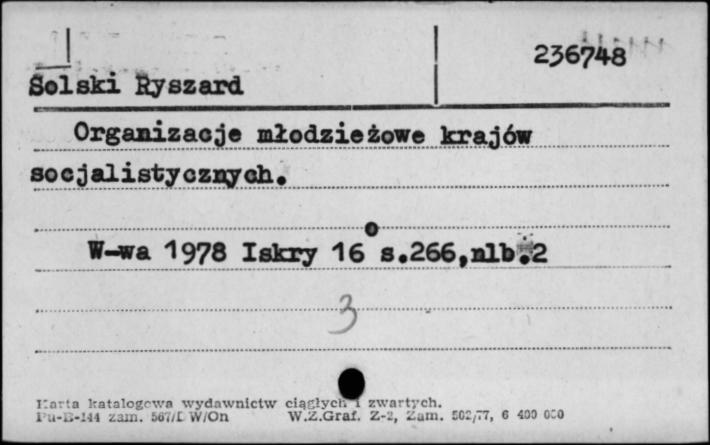 236748
Solski Ryszard
Organizacje młodzieżowe krajów
socjalistycznych.
W-wa 1978 Iskry 16° s.266,nlb.2
3
Karta katalogowa wydawnictw ciągłych i zwartych.
Pu-B-144 zam. 567/D W/On W.Z.Graf. Z-2, Zam. 502/77, 6 400 000